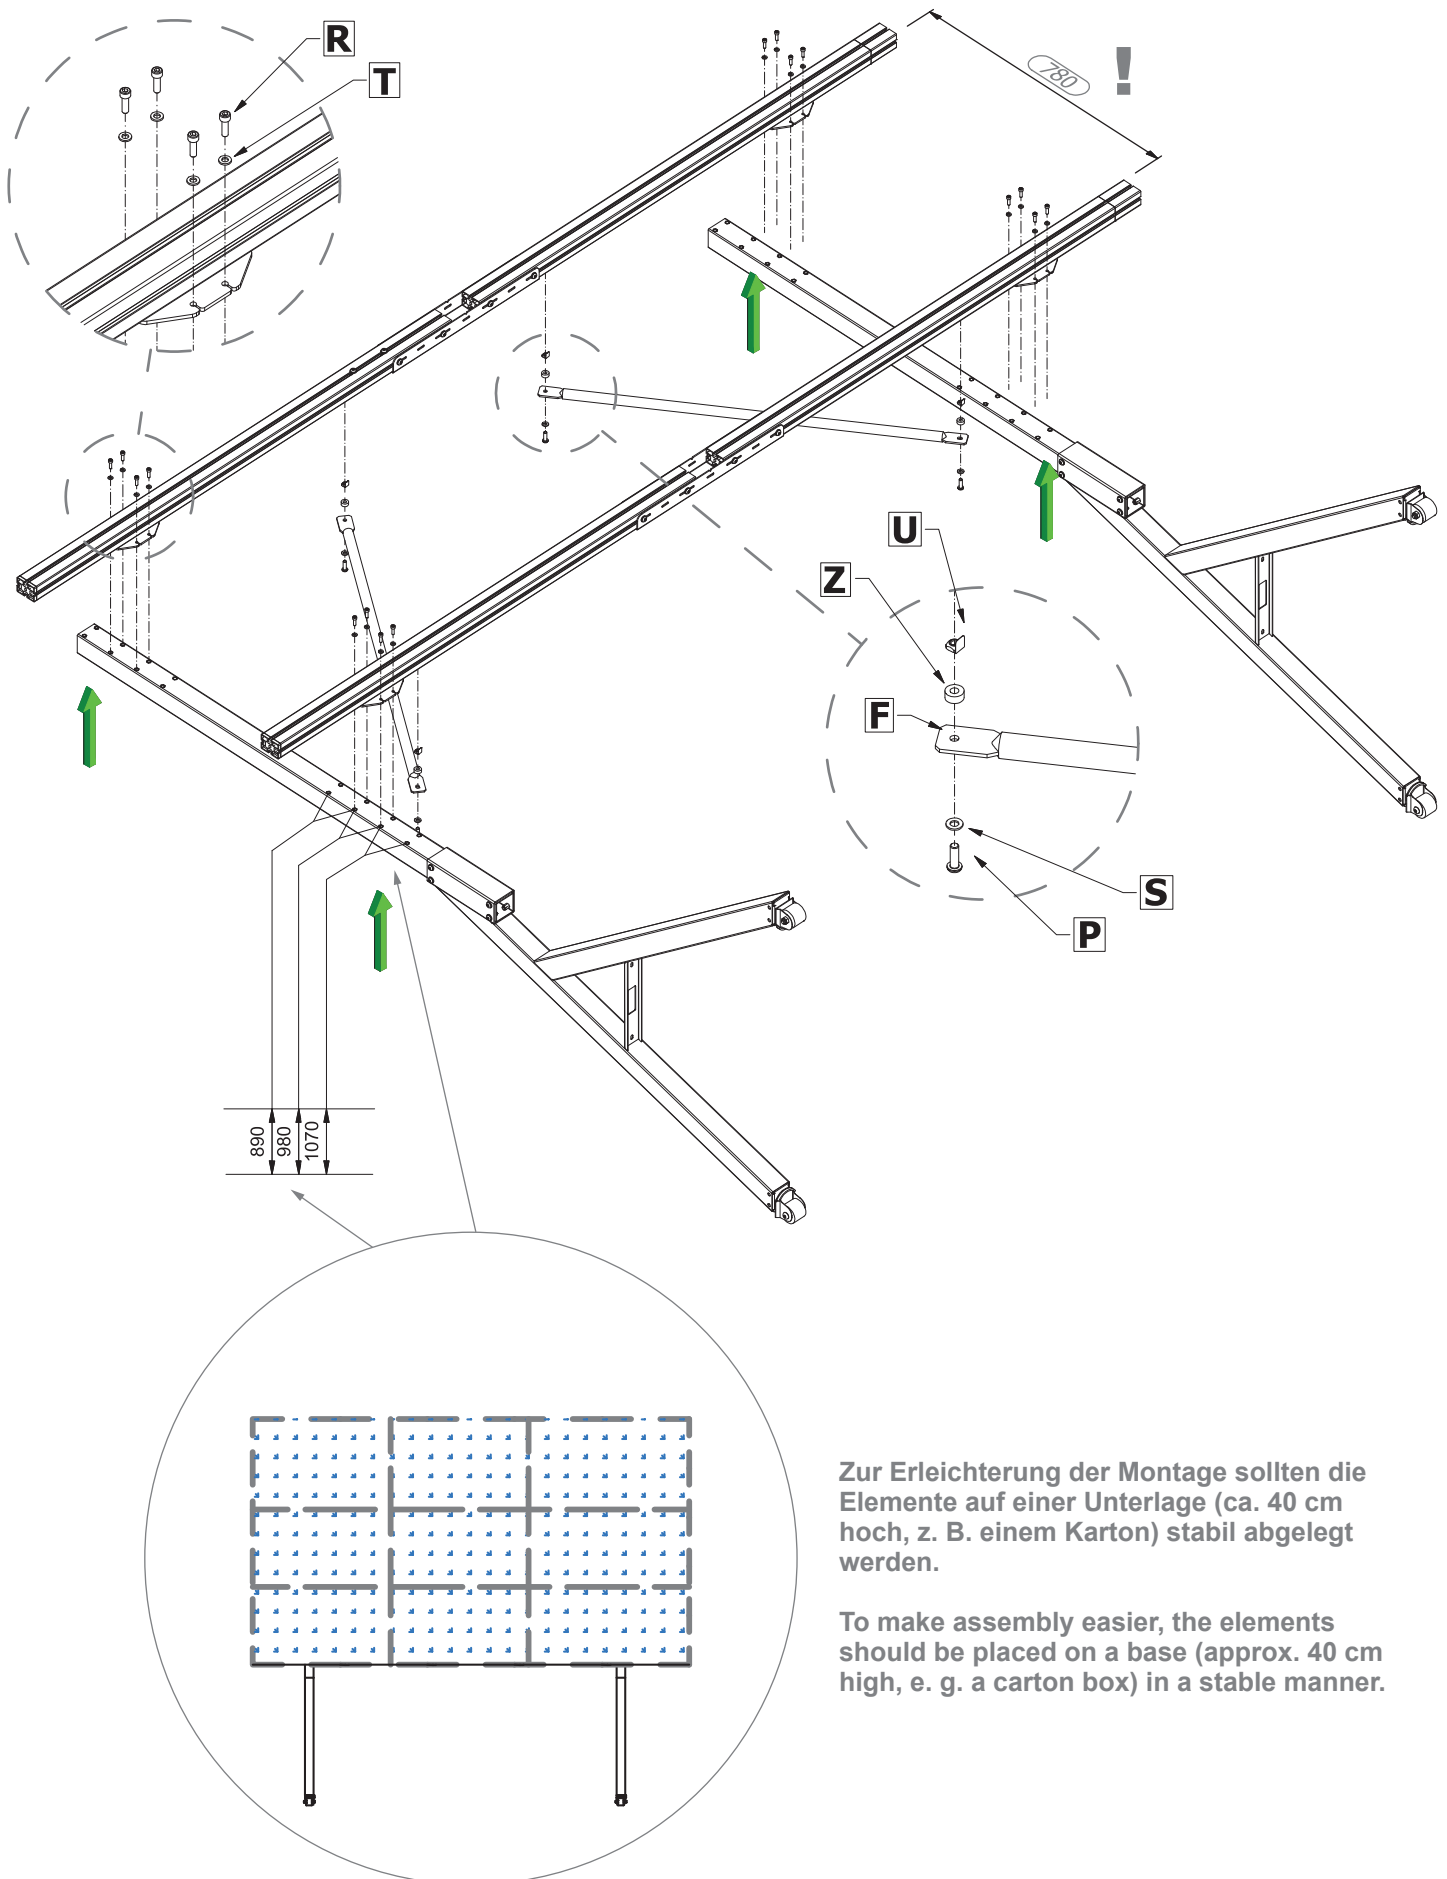 R
T
780 !
U
Z
F
S
P
890
980
1070
Zur Erleichterung der Montage sollten die
Elemente auf einer Unterlage (ca. 40 cm
hoch, z. B. einem Karton) stabil abgelegt
werden.
To make assembly easier, the elements
should be placed on a base (approx. 40 cm
high, e. g. a carton box) in a stable manner.